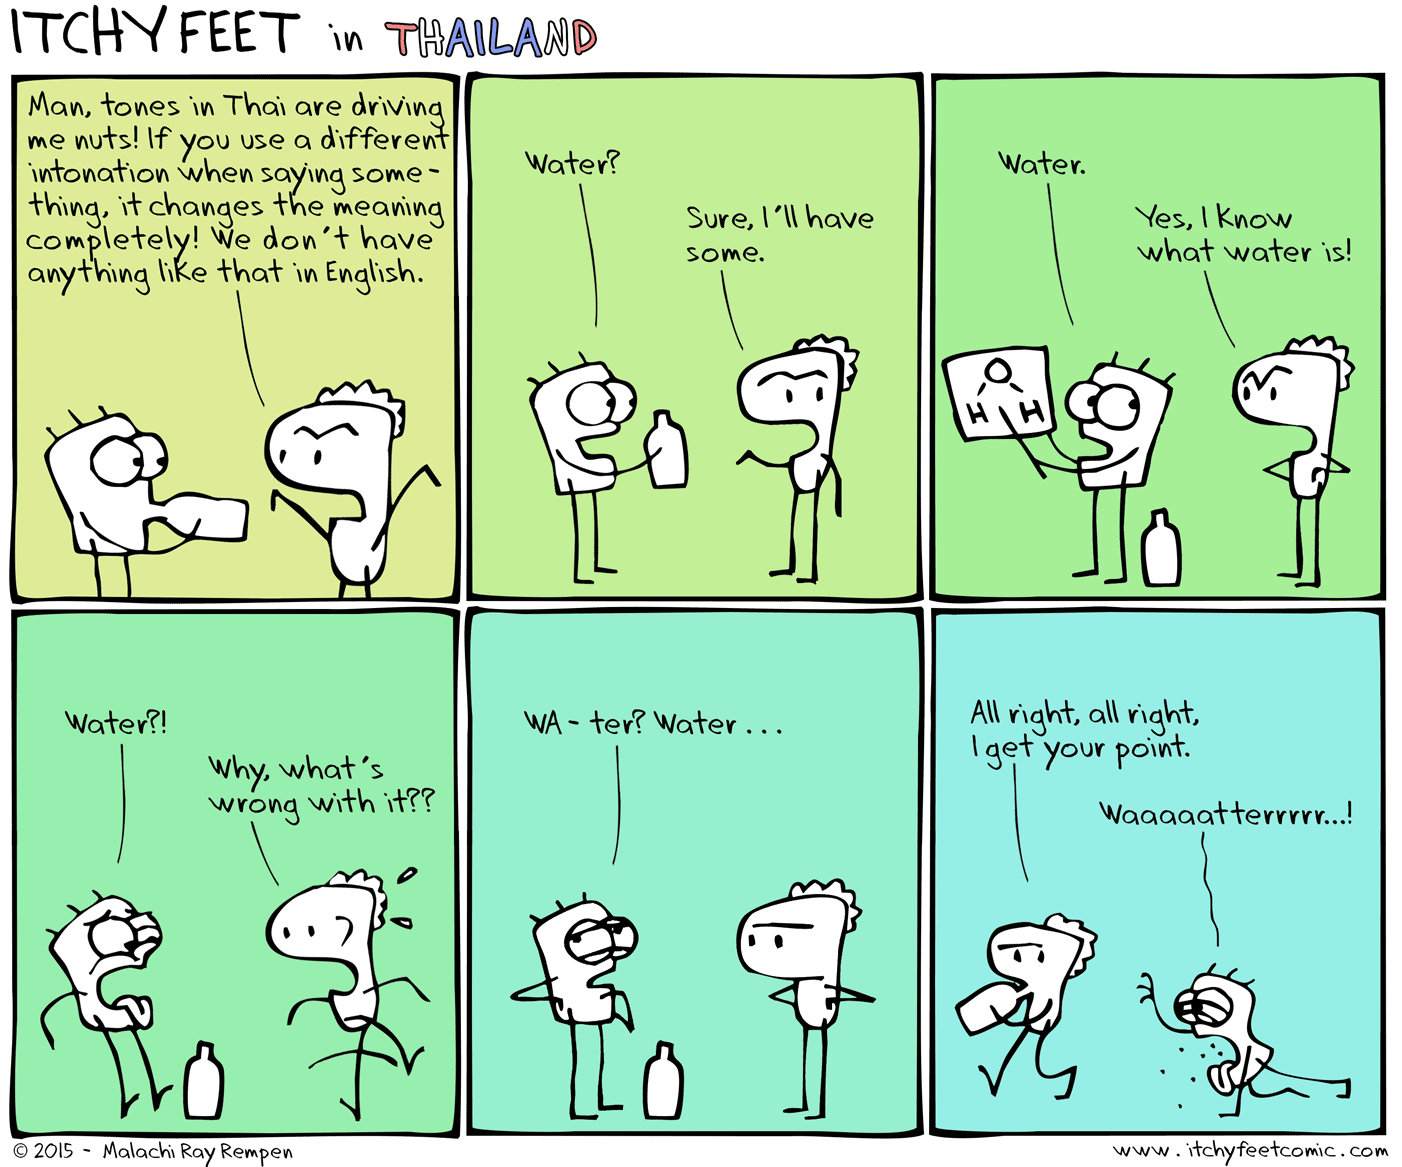 ITCHY FEET in THAILAND
Man, tones in Thai are driving
me nuts! If you use a different
intonation when saying some-
thing, it changes the meaning
completely! We don't have
anything like that in English.
Water?
Sure, I'll have
some.
Water.
Yes, I know
what water is!
O
H H
Water?!
Why, what's
wrong with it??
WA-ter? Water...
All right, all right,
I get your point.
Waaaaatterrrrr...!
© 2015 - Malachi Ray Rempen
www.itchyfeetcomic.com